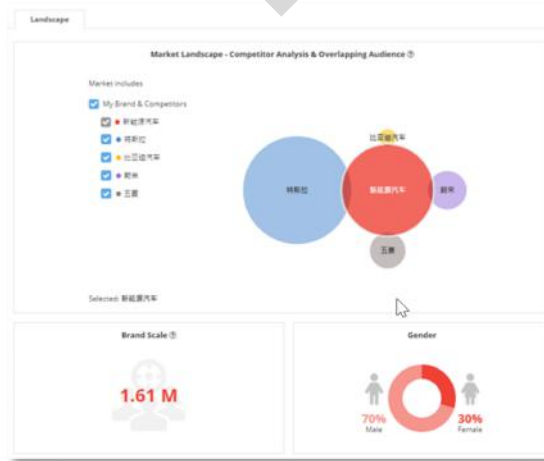 Landscape
Market Landscape - Competitor Analysis & Overlapping Audience ?
Market includes
My Brand & Competitors
新能源汽车
特斯拉
比亚迪汽车
蔚来
五菱
比亚迪汽车
特斯拉
新能源汽车
蔚来
五菱
Selected: 新能源汽车
Brand Scale ?
1.61 M
Gender
70%
Male
30%
Female